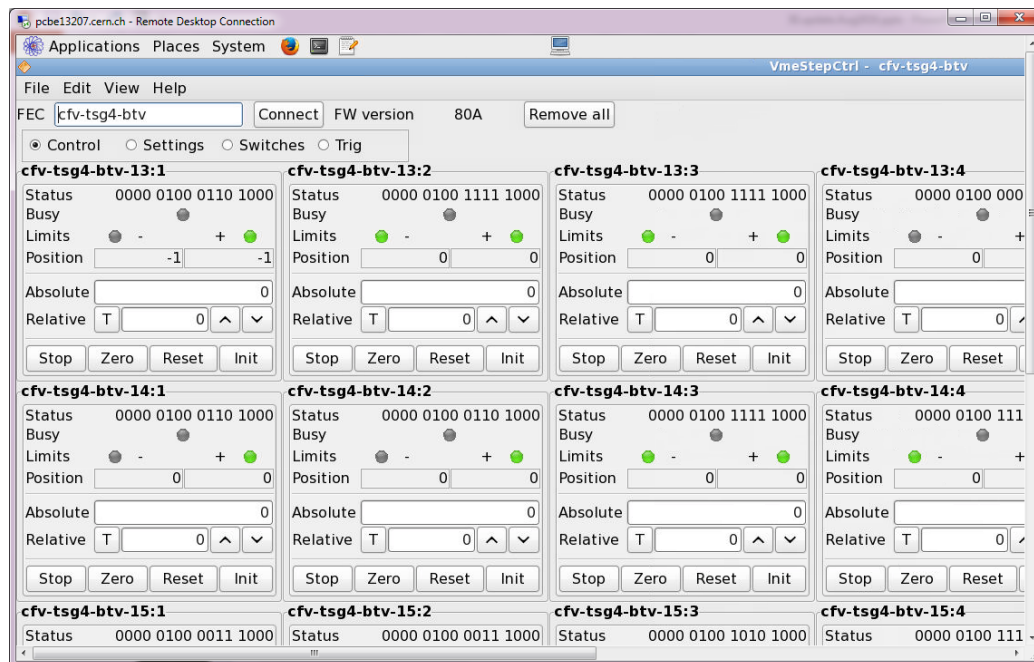 pcbe13207.cern.ch - Remote Desktop Connection
Applications Places System
VmeStepCtrl - cfv-tsg4-btv
File Edit View Help
FEC cfv-tsg4-btv Connect FW version 80A Remove all
Control Settings Switches Trig
cfv-tsg4-btv-13:1 cfv-tsg4-btv-13:2 cfv-tsg4-btv-13:3 cfv-tsg4-btv-13:4
Status 0000 0100 0110 1000 Status 0000 0100 1111 1000 Status 0000 0100 1111 1000 Status 0000 0100 000
Busy Busy Busy Busy
Limits - + Limits - + Limits - + Limits - +
Position -1 -1 Position 0 0 Position 0 0 Position 0
Absolute 0 Absolute 0 Absolute 0 Absolute
Relative T 0 Relative T 0 Relative T 0 Relative T 0
Stop Zero Reset Init Stop Zero Reset Init Stop Zero Reset Init Stop Zero Reset
cfv-tsg4-btv-14:1 cfv-tsg4-btv-14:2 cfv-tsg4-btv-14:3 cfv-tsg4-btv-14:4
Status 0000 0100 0110 1000 Status 0000 0100 0110 1000 Status 0000 0100 1111 1000 Status 0000 0100 111
Busy Busy Busy Busy
Limits - + Limits - + Limits - + Limits - +
Position 0 0 Position 0 0 Position 0 0 Position 0
Absolute 0 Absolute 0 Absolute 0 Absolute
Relative T 0 Relative T 0 Relative T 0 Relative T 0
Stop Zero Reset Init Stop Zero Reset Init Stop Zero Reset Init Stop Zero Reset
cfv-tsg4-btv-15:1 cfv-tsg4-btv-15:2 cfv-tsg4-btv-15:3 cfv-tsg4-btv-15:4
Status 0000 0100 0011 1000 Status 0000 0100 0011 1000 Status 0000 0100 1010 1000 Status 0000 0100 111